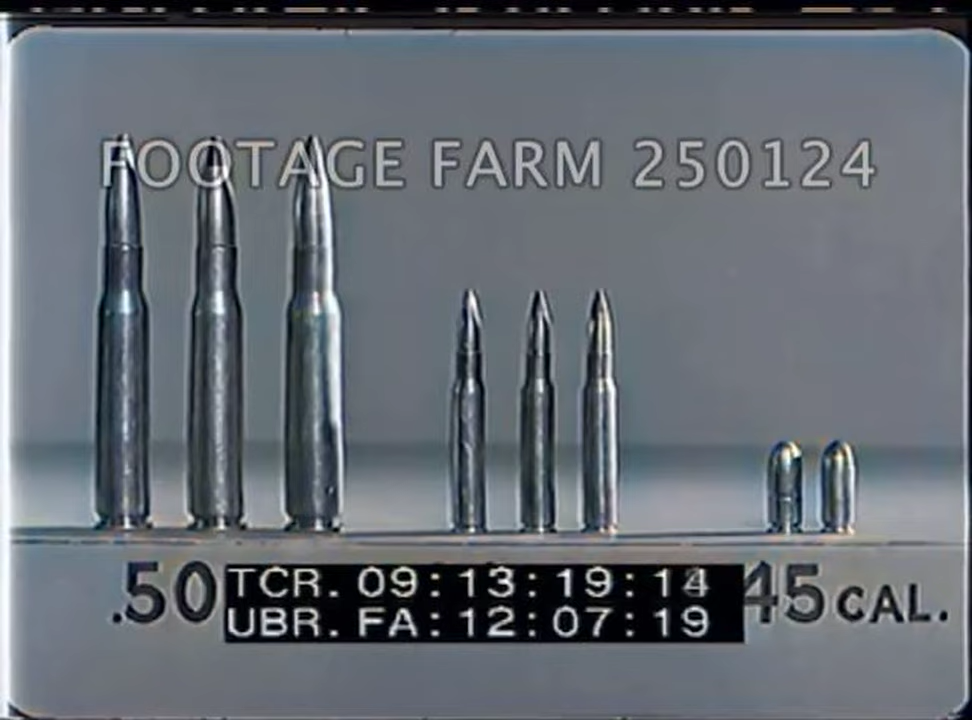 FOOTAGE FARM 250124
.50
TCR. 09:13:19:14
UBR. FA:12:07:19
45 CAL.